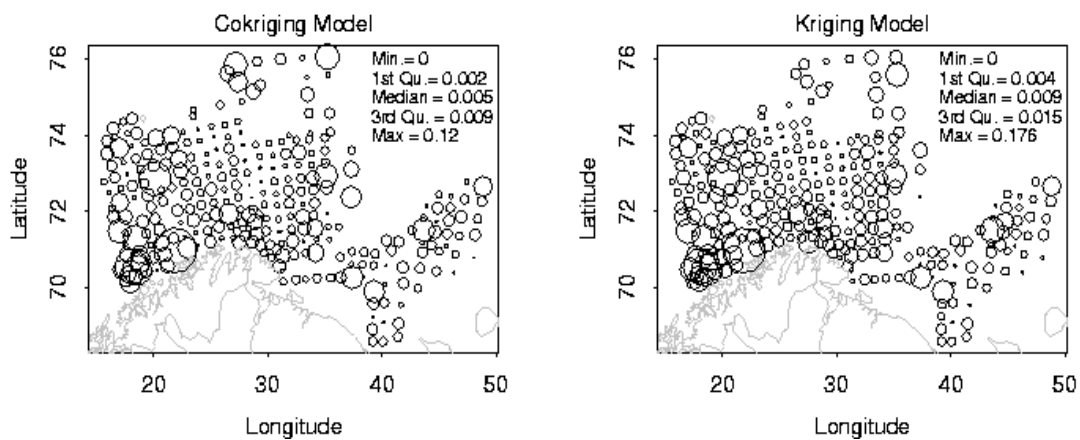 Cokriging Model
Min.= 0
1st Qu.= 0.002
Median = 0.005
3rd Qu. = 0.009
Max = 0.12
76
74
72
70
Latitude
20
30
40
50
Longitude
Kriging Model
Min.= 0
1st Qu.= 0.004
Median = 0.009
3rd Qu. = 0.015
Max = 0.176
76
74
72
70
Latitude
20
30
40
50
Longitude